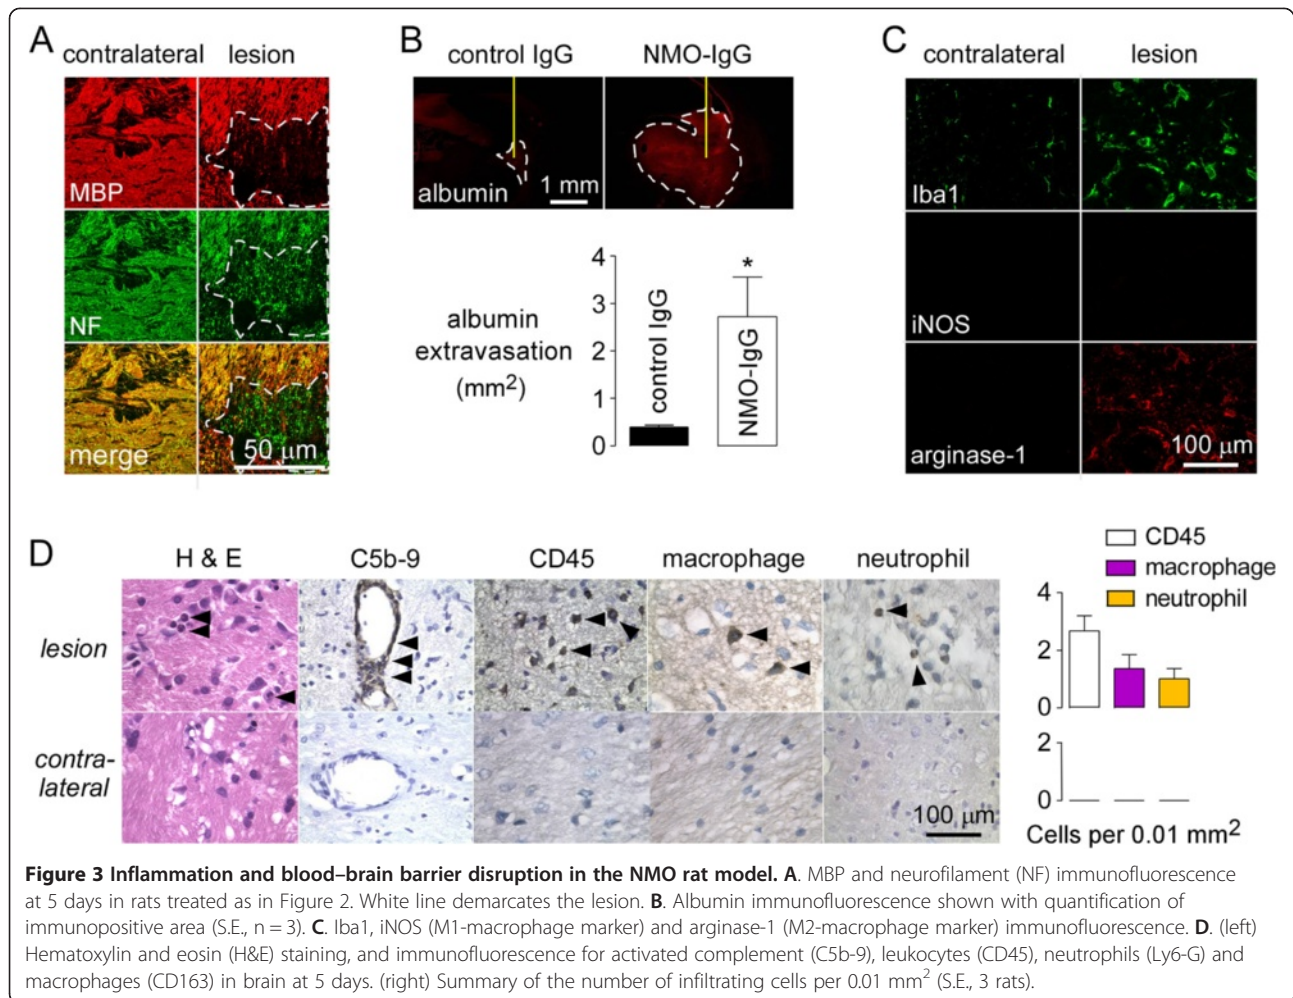 A
contralateral lesion
MBP
NF
merge
50 μm
B
control IgG NMO-IgG
albumin
1 mm
albumin
extravasation
(mm2)
4
3
2
1
0
control IgG
NMO-IgG
*
C
contralateral lesion
Iba1
iNOS
arginase-1
100 μm
D
H & E C5b-9 CD45 macrophage neutrophil
lesion
contra-
lateral
100 μm
CD45
macrophage
neutrophil
4
2
0
2
0
Cells per 0.01 mm2
Figure 3 Inflammation and blood–brain barrier disruption in the NMO rat model. A. MBP and neurofilament (NF) immunofluorescence
at 5 days in rats treated as in Figure 2. White line demarcates the lesion. B. Albumin immunofluorescence shown with quantification of
immunopositive area (S.E., n = 3). C. Iba1, iNOS (M1-macrophage marker) and arginase-1 (M2-macrophage marker) immunofluorescence. D. (left)
Hematoxylin and eosin (H&E) staining, and immunofluorescence for activated complement (C5b-9), leukocytes (CD45), neutrophils (Ly6-G) and
macrophages (CD163) in brain at 5 days. (right) Summary of the number of infiltrating cells per 0.01 mm2 (S.E., 3 rats).